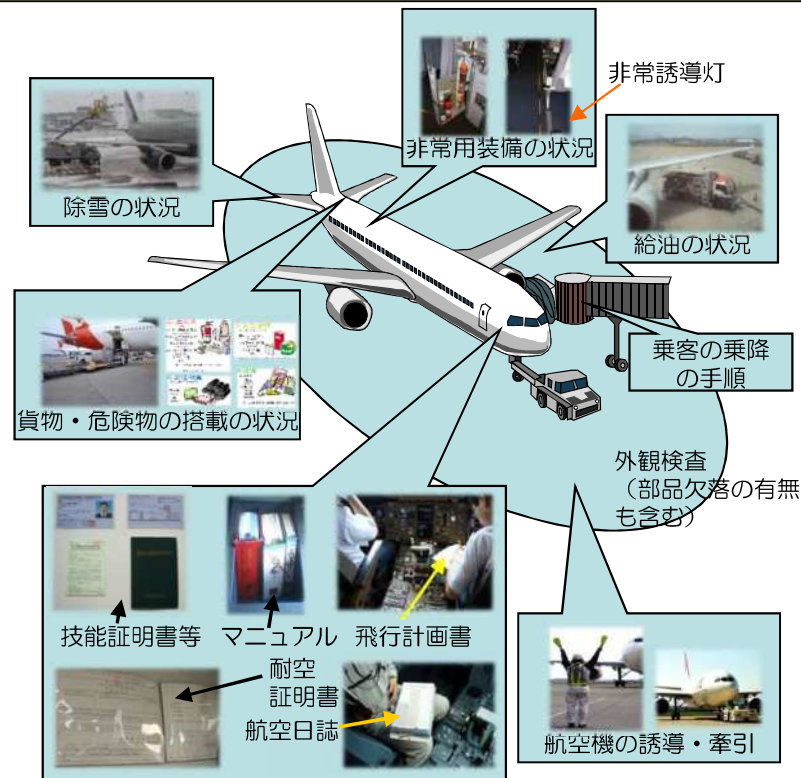 非常誘導灯
非常用装備の状況
除雪の状況
給油の状況
乗客の乗降
の手順
貨物・危険物の搭載の状況
外観検査
(部品欠落の有無
も含む)
技能証明書等
マニュアル
飛行計画書
耐空
証明書
航空日誌
航空機の誘導・牽引